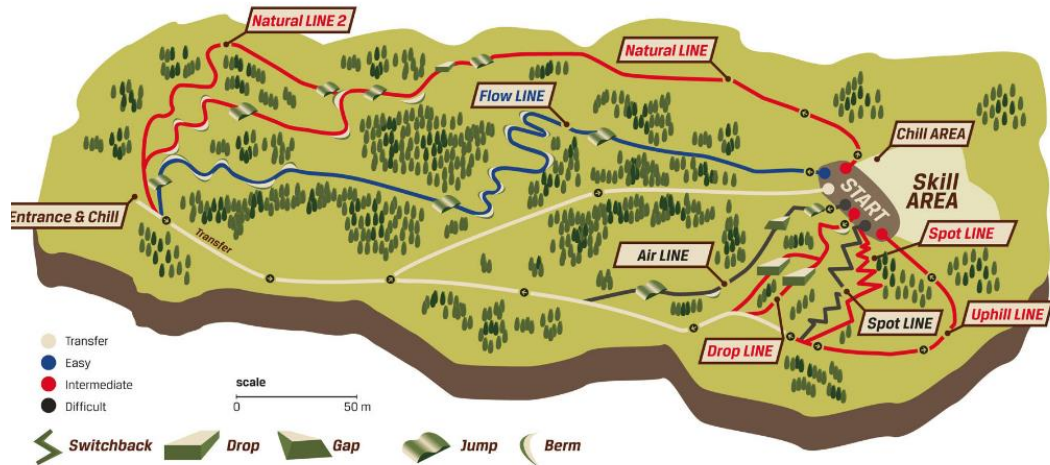 Natural LINE 2
Natural LINE
Flow LINE
Chill AREA
START
Skill
AREA
Entrance & Chill
Transfer
Air LINE
Spot LINE
Spot LINE
Uphill LINE
Drop LINE
Transfer
Easy
Intermediate
Difficult
scale
0 50 m
Switchback Drop Gap Jump Berm